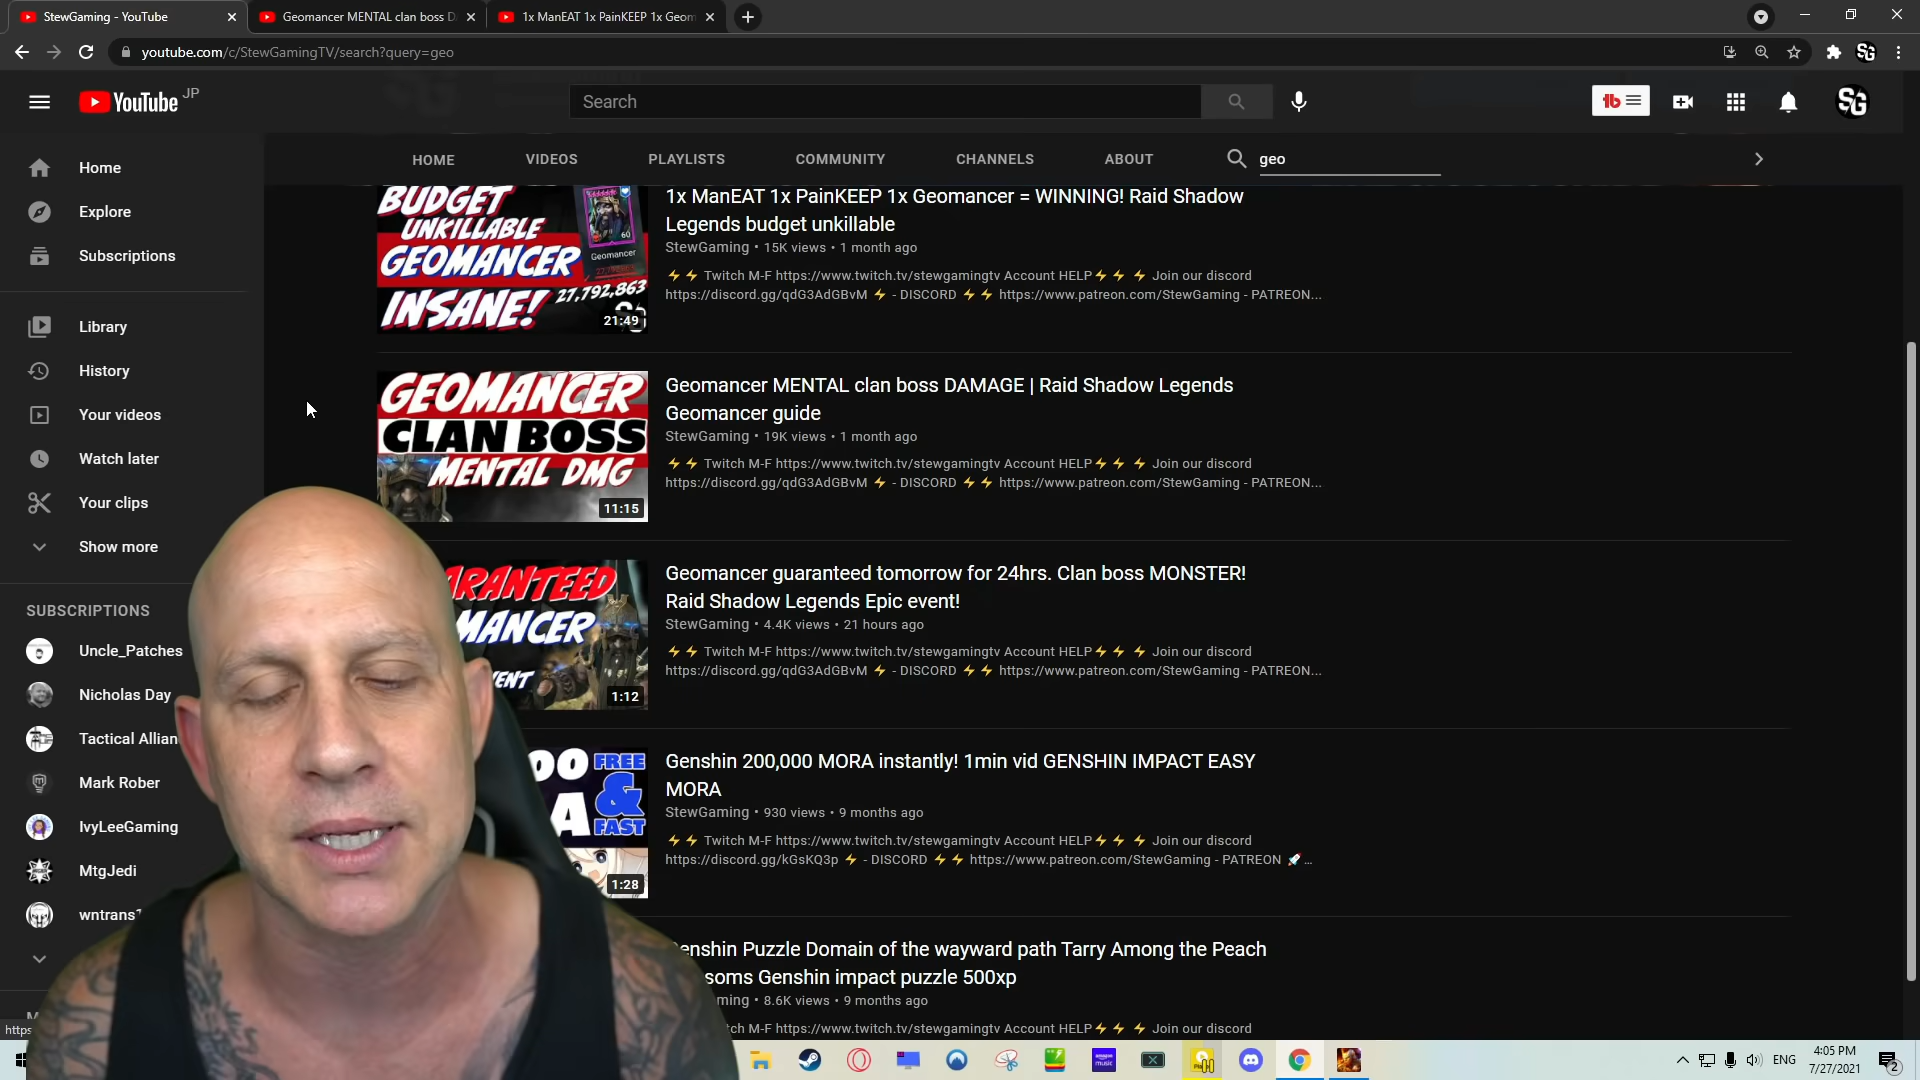 StewGaming - YouTube
Geomancer MENTAL clan boss D
1x ManEAT 1x PainKEEP 1x Geom
youtube.com/c/StewGamingTV/search?query=geo
YouTube JP
Search
SG
HOME
VIDEOS
PLAYLISTS
COMMUNITY
CHANNELS
ABOUT
geo
Home
Explore
Subscriptions
Library
History
Your videos
Watch later
Your clips
Show more
SUBSCRIPTIONS
Uncle_Patches
Nicholas Day
Tactical Allian
Mark Rober
IvyLeeGaming
MtgJedi
wntrans
BUDGET
UNKILLABLE
GEOMANCER
INSANE!
60
Geomancer
27,792,863
21:49
1x ManEAT 1x PainKEEP 1x Geomancer = WINNING! Raid Shadow
Legends budget unkillable
StewGaming • 15K views • 1 month ago
⚡⚡ Twitch M-F https://www.twitch.tv/stewgamingtv Account HELP⚡⚡ ⚡ Join our discord
https://discord.gg/qdG3AdGBvM ⚡ - DISCORD ⚡⚡ https://www.patreon.com/StewGaming - PATREON...
GEOMANCER
CLAN BOSS
MENTAL DMG
11:15
Geomancer MENTAL clan boss DAMAGE | Raid Shadow Legends
Geomancer guide
StewGaming • 19K views • 1 month ago
⚡⚡ Twitch M-F https://www.twitch.tv/stewgamingtv Account HELP⚡⚡ ⚡ Join our discord
https://discord.gg/qdG3AdGBvM ⚡ - DISCORD ⚡⚡ https://www.patreon.com/StewGaming - PATREON...
ARANTEED
MANCER
ENT
1:12
Geomancer guaranteed tomorrow for 24hrs. Clan boss MONSTER!
Raid Shadow Legends Epic event!
StewGaming • 4.4K views • 21 hours ago
⚡⚡ Twitch M-F https://www.twitch.tv/stewgamingtv Account HELP⚡⚡ ⚡ Join our discord
https://discord.gg/qdG3AdGBvM ⚡ - DISCORD ⚡⚡ https://www.patreon.com/StewGaming - PATREON...
00 FREE
&
A FAST
1:28
Genshin 200,000 MORA instantly! 1min vid GENSHIN IMPACT EASY
MORA
StewGaming • 930 views • 9 months ago
⚡⚡ Twitch M-F https://www.twitch.tv/stewgamingtv Account HELP⚡⚡ ⚡ Join our discord
https://discord.gg/kGsKQ3p ⚡ - DISCORD ⚡⚡ https://www.patreon.com/StewGaming - PATREON 🚀 ...
enshin Puzzle Domain of the wayward path Tarry Among the Peach
soms Genshin impact puzzle 500xp
ming • 8.6K views • 9 months ago
ch M-F https://www.twitch.tv/stewgamingtv Account HELP⚡⚡ ⚡ Join our discord
https
ENG
4:05 PM
7/27/2021
2